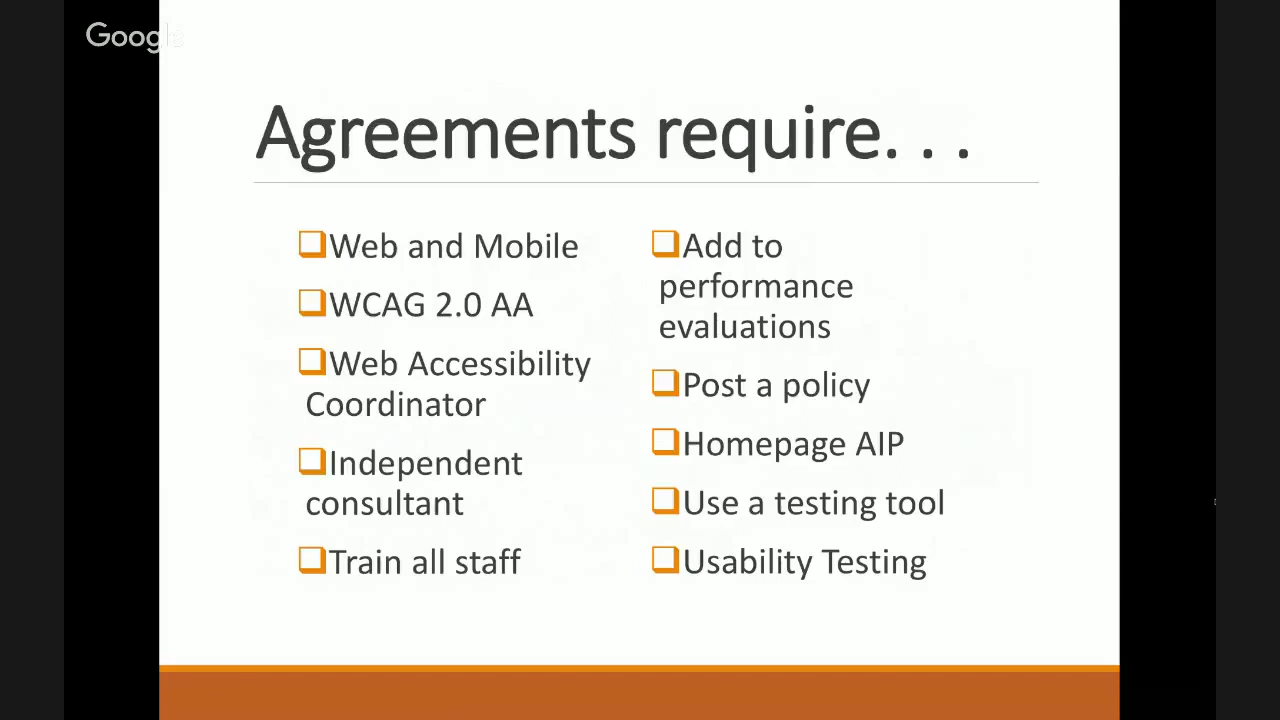 Google
Agreements require. . .
Web and Mobile
WCAG 2.0 AA
Web Accessibility
Coordinator
Independent
consultant
Train all staff
Add to
performance
evaluations
Post a policy
Homepage AIP
Use a testing tool
Usability Testing